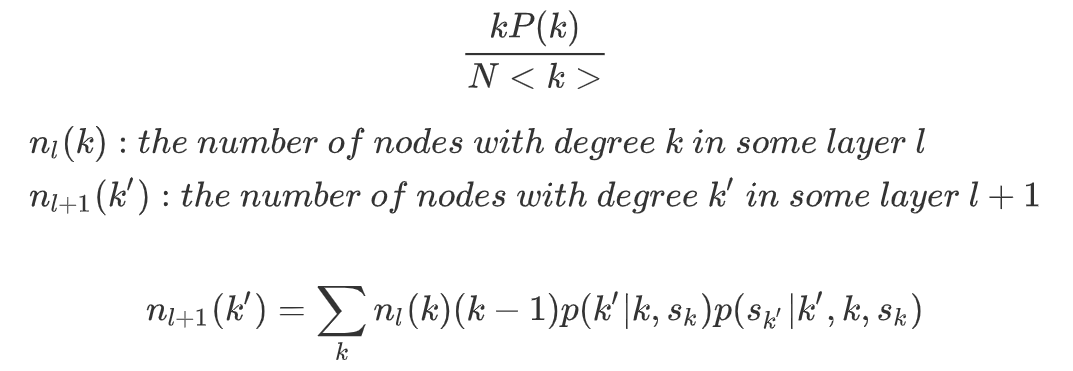 kP(k)
N < k >
n_l(k) : the number of nodes with degree k in some layer l
n_{l+1}(k′) : the number of nodes with degree k′ in some layer l + 1
n_{l+1}(k′) = ∑_k n_l(k)(k − 1)p(k′|k, s_k)p(s_{k′}|k′, k, s_k)